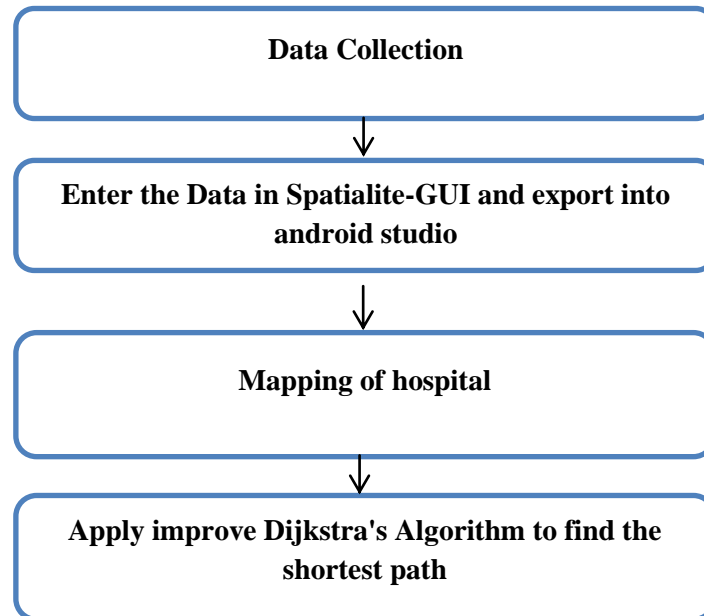 Data Collection
Enter the Data in Spatialite-GUI and export into
android studio
Mapping of hospital
Apply improve Dijkstra's Algorithm to find the
shortest path